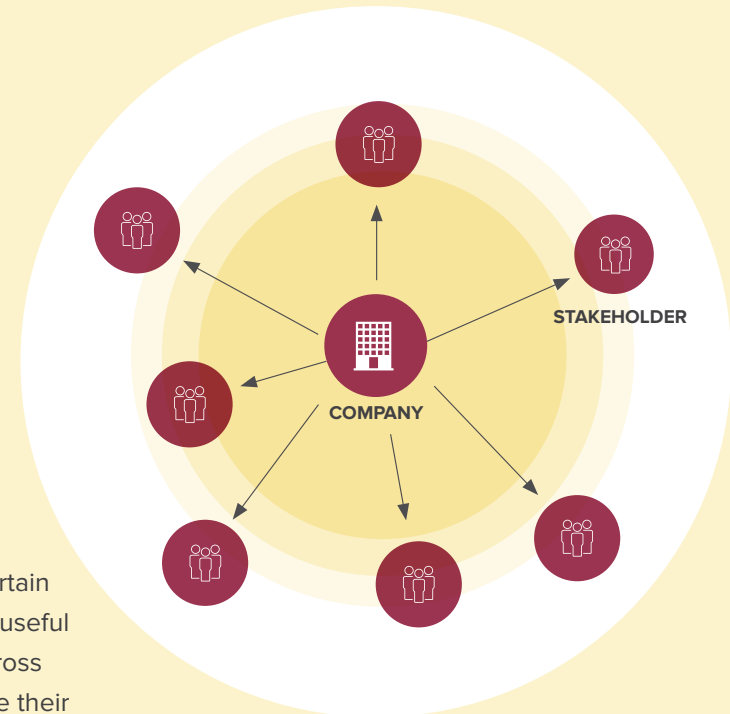 STAKEHOLDER
COMPANY
rtain
useful
ross
e their